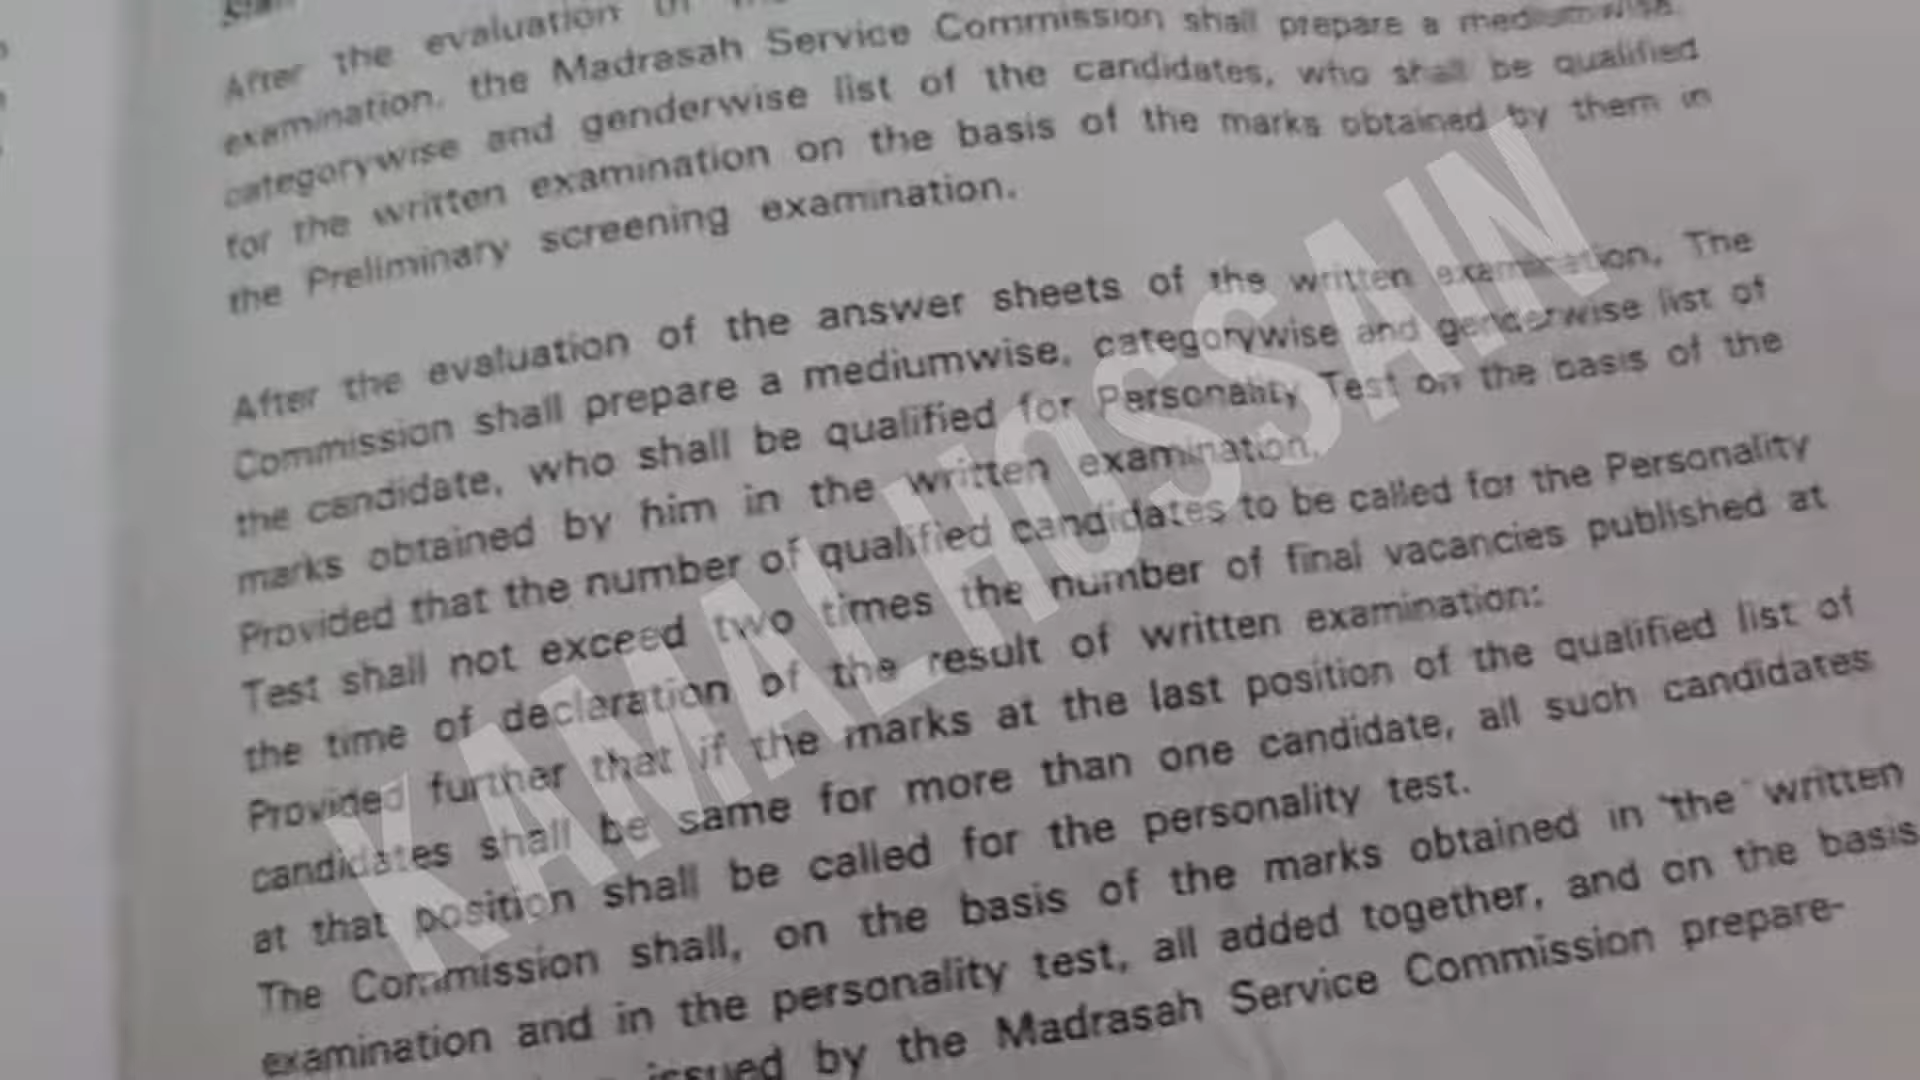 After the evaluation
examination, the Madrasah Service Commission shall prepare a mediumwise,
categorywise and genderwise list of the candidates, who shall be qualified
for the written examination on the basis of the marks obtained by them in
the Preliminary screening examination.
After the evaluation of the answer sheets of the written examination, The
Commission shall prepare a mediumwise, categorywise and genderwise list of
the candidate, who shall be qualified for Personality Test on the basis of the
marks obtained by him in the written examination.
Provided that the number of qualified candidates to be called for the Personality
Test shall not exceed two times the number of final vacancies published at
the time of declaration of the result of written examination:
Provided further that if the marks at the last position of the qualified list of
candidates shall be same for more than one candidate, all such candidates
at that position shall be called for the personality test.
The Commission shall, on the basis of the marks obtained in the written
examination and in the personality test, all added together, and on the basis
issued by the Madrasah Service Commission prepare-
KAMAL HOSSAIN